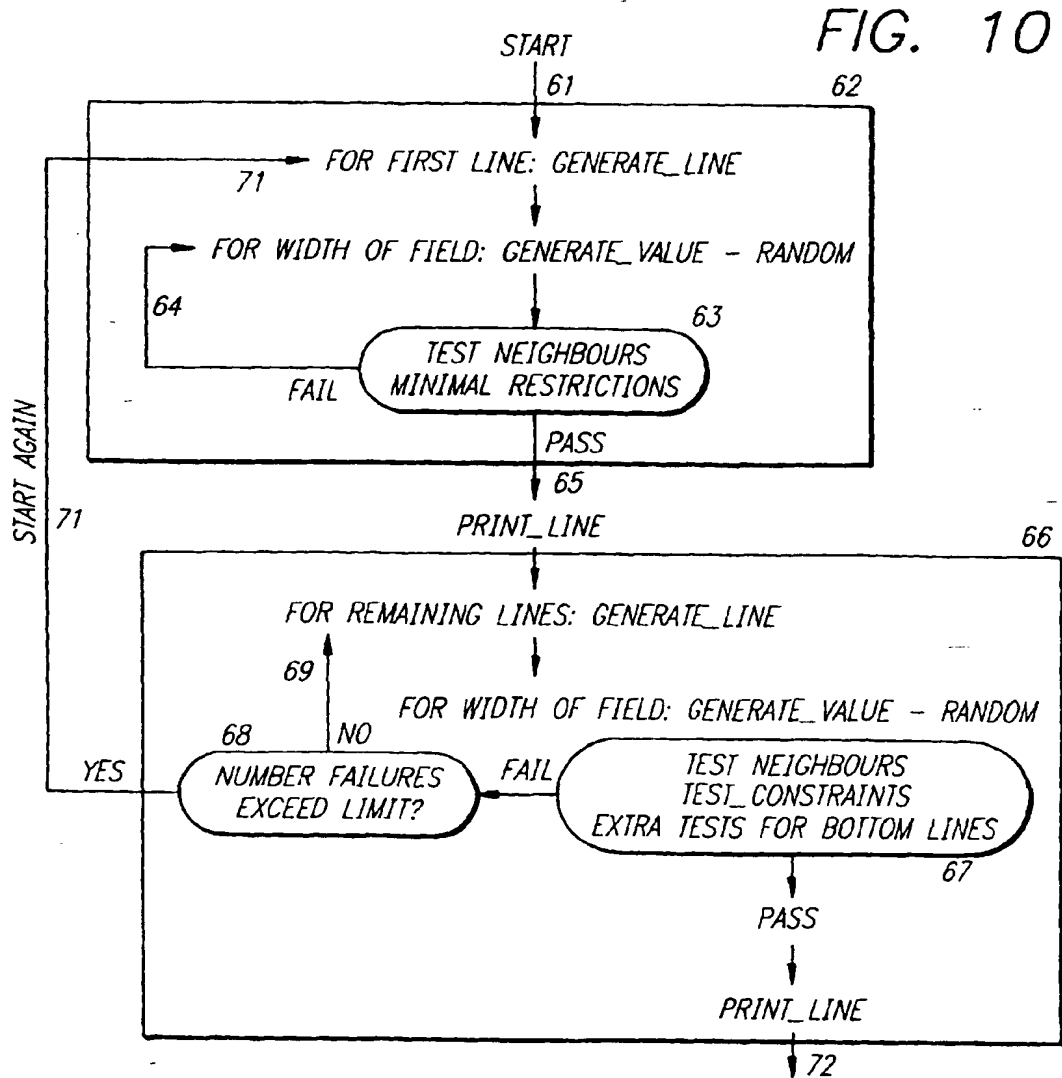 FIG. 10
START
61
62
FOR FIRST LINE: GENERATE_LINE
71
FOR WIDTH OF FIELD: GENERATE_VALUE - RANDOM
64
63
TEST NEIGHBOURS
MINIMAL RESTRICTIONS
FAIL
PASS
65
START AGAIN
71
PRINT_LINE
66
FOR REMAINING LINES: GENERATE_LINE
69
FOR WIDTH OF FIELD: GENERATE_VALUE - RANDOM
68
NO
YES
NUMBER FAILURES
EXCEED LIMIT?
FAIL
TEST NEIGHBOURS
TEST_CONSTRAINTS
EXTRA TESTS FOR BOTTOM LINES
67
PASS
PRINT_LINE
72